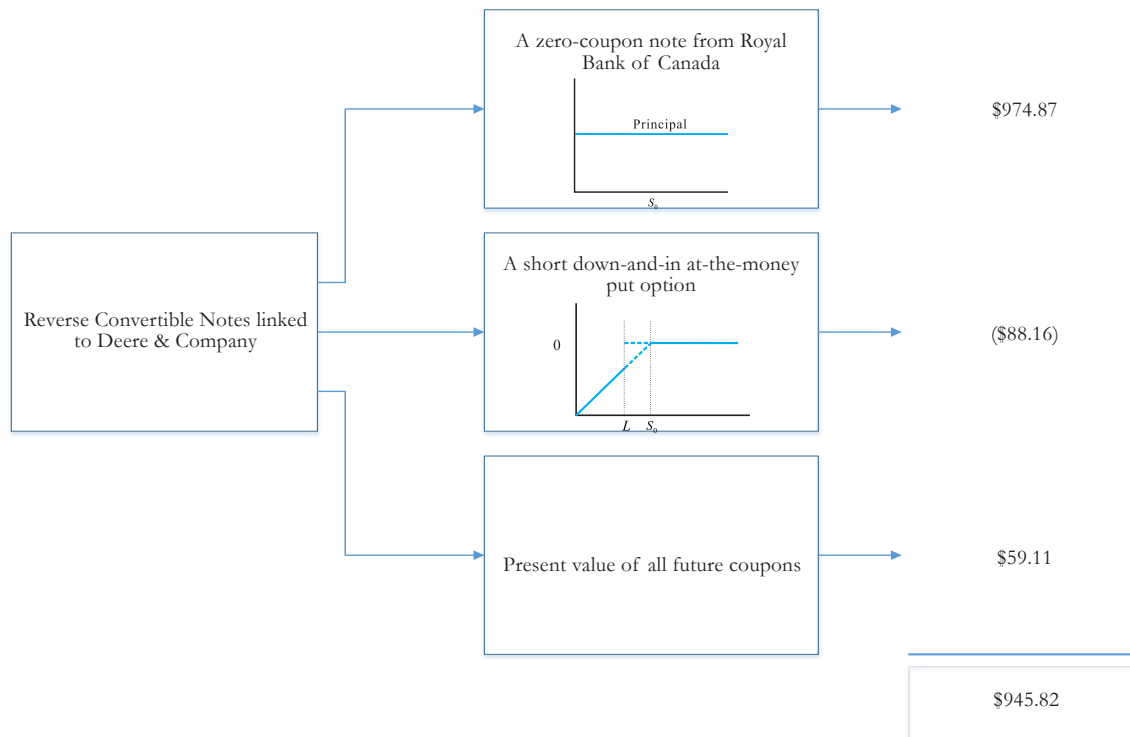 A zero-coupon note from Royal
Bank of Canada
Principal
S₀
$974.87
Reverse Convertible Notes linked
to Deere & Company
A short down-and-in at-the-money
put option
0
L S₀
($88.16)
Present value of all future coupons
$59.11
$945.82